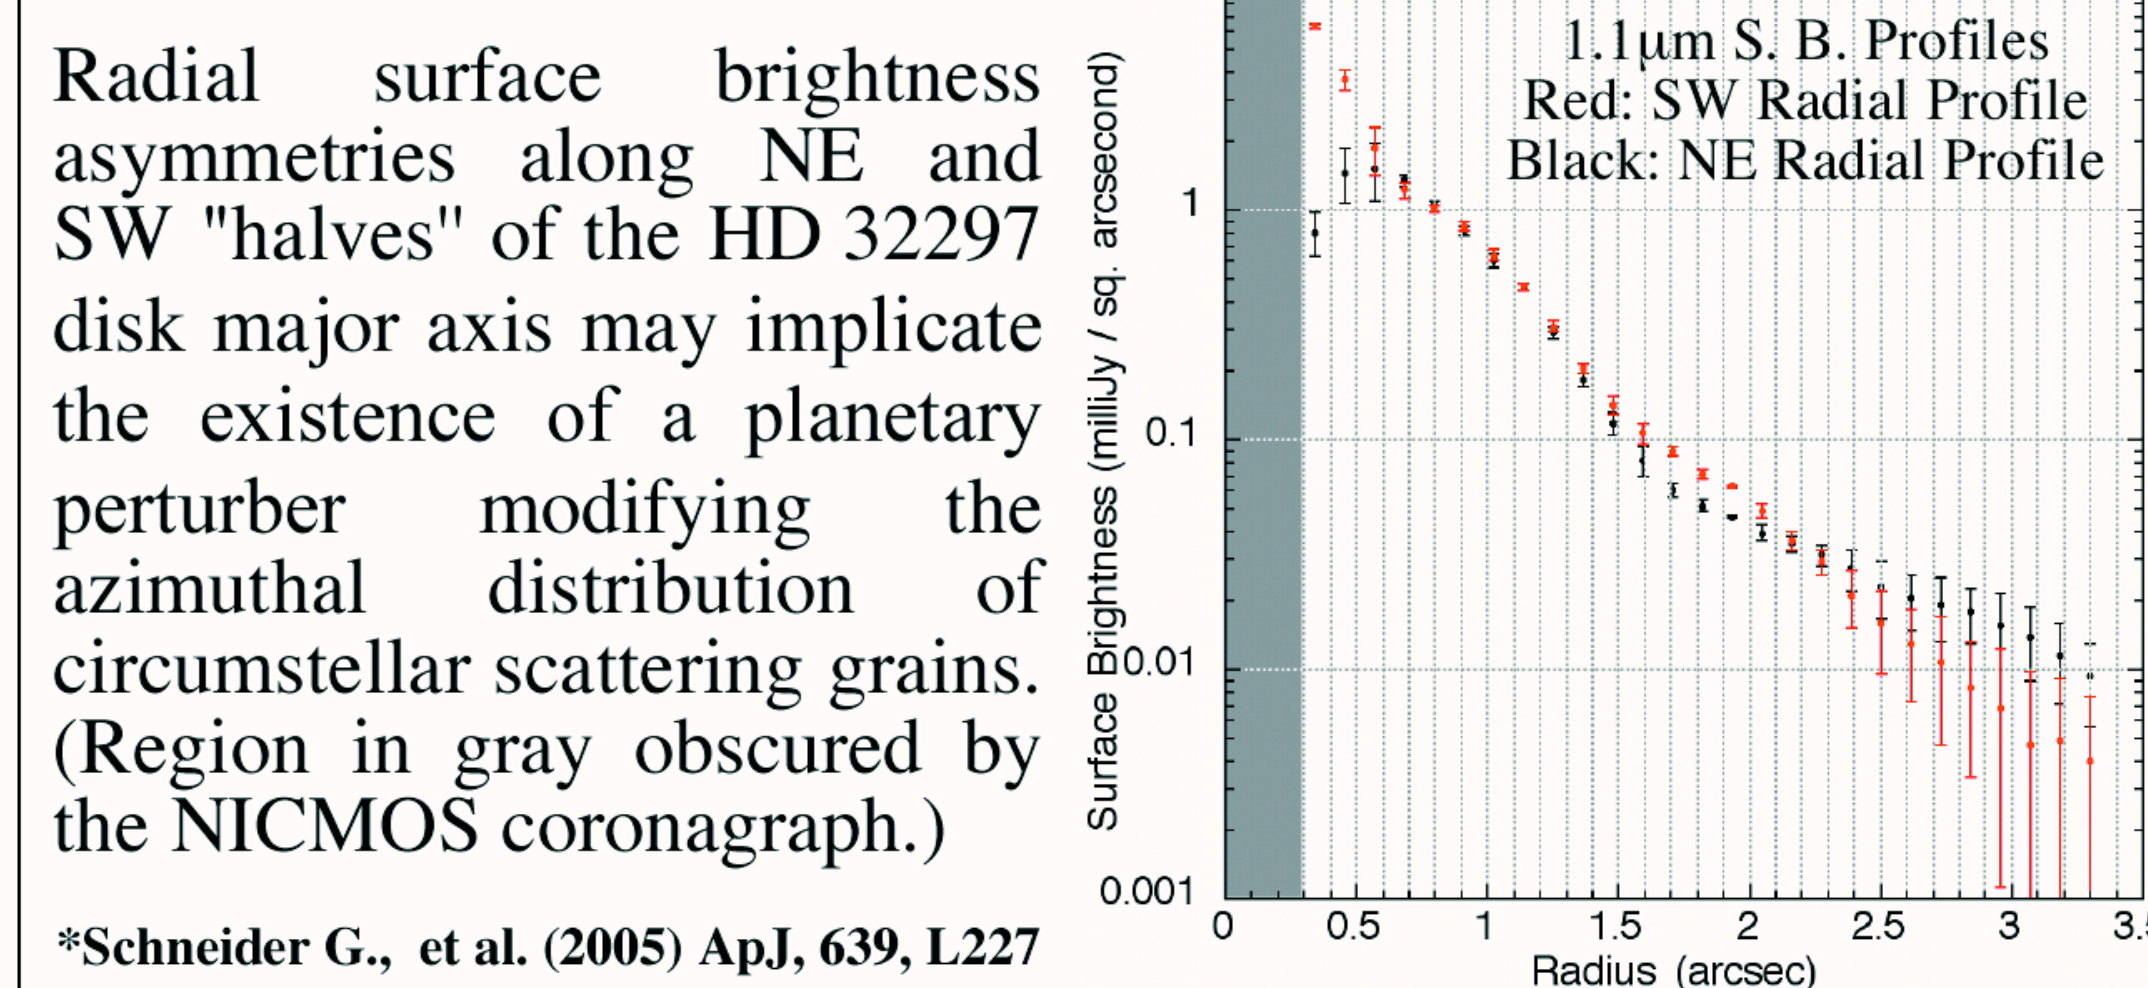 Radial surface brightness
asymmetries along NE and
SW "halves" of the HD 32297
disk major axis may implicate
the existence of a planetary
perturber modifying the
azimuthal distribution of
circumstellar scattering grains.
(Region in gray obscured by
the NICMOS coronagraph.)
*Schneider G., et al. (2005) ApJ, 639, L227
1.1μm S. B. Profiles
Red: SW Radial Profile
Black: NE Radial Profile
Surface Brightness (milliJy / sq. arcsecond)
1
0.1
0.01
0.001
0 0.5 1 1.5 2 2.5 3 3.5
Radius (arcsec)